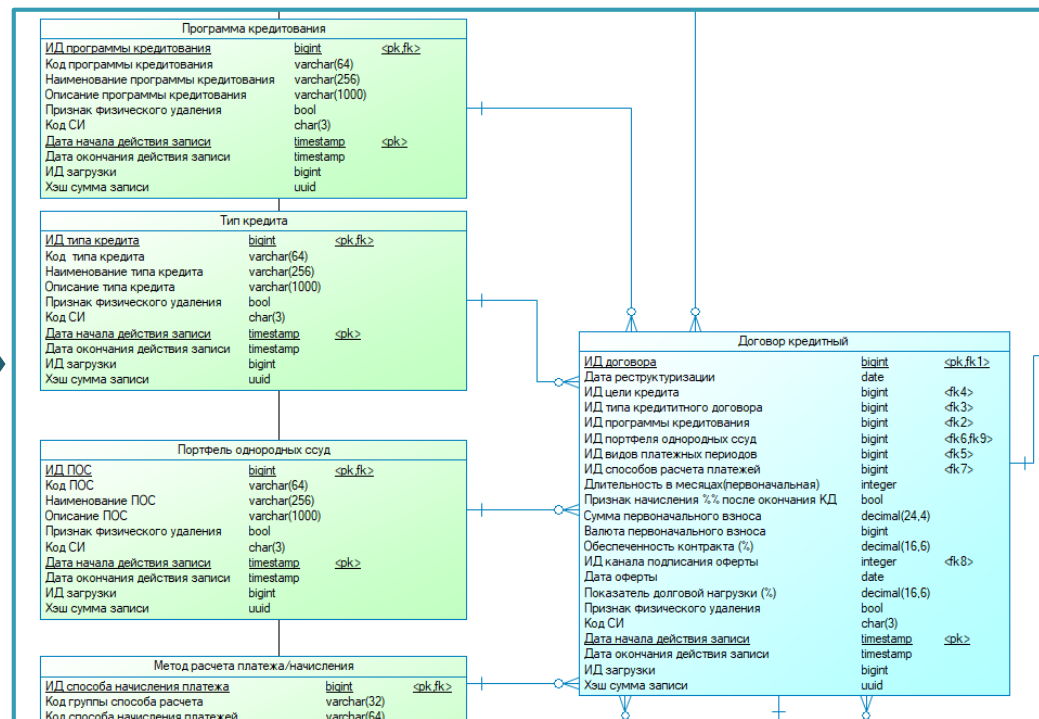 Программа кредитования
ИД программы кредитования bigint <pk,fk>
Код программы кредитования varchar(64)
Наименование программы кредитования varchar(256)
Описание программы кредитования varchar(1000)
Признак физического удаления bool
Код СИ char(3)
Дата начала действия записи timestamp <pk>
Дата окончания действия записи timestamp
ИД загрузки bigint
Хэш сумма записи uuid
Тип кредита
ИД типа кредита bigint <pk,fk>
Код типа кредита varchar(64)
Наименование типа кредита varchar(256)
Описание типа кредита varchar(1000)
Признак физического удаления bool
Код СИ char(3)
Дата начала действия записи timestamp <pk>
Дата окончания действия записи timestamp
ИД загрузки bigint
Хэш сумма записи uuid
Портфель однородных ссуд
ИД ПОС bigint <pk,fk>
Код ПОС varchar(64)
Наименование ПОС varchar(256)
Описание ПОС varchar(1000)
Признак физического удаления bool
Код СИ char(3)
Дата начала действия записи timestamp <pk>
Дата окончания действия записи timestamp
ИД загрузки bigint
Хэш сумма записи uuid
Метод расчета платежа/начисления
ИД способа начисления платежа bigint <pk,fk>
Код группы способа расчета varchar(32)
Код способа начисления платежей varchar(64)
Договор кредитный
ИД договора bigint <pk,fk1>
Дата реструктуризации date
ИД цели кредита bigint <fk4>
ИД типа кредититного договора bigint <fk3>
ИД программы кредитования bigint <fk2>
ИД портфеля однородных ссуд bigint <fk6,fk9>
ИД видов платежных периодов bigint <fk5>
ИД способов расчета платежей bigint <fk7>
Длительность в месяцах(первоначальная) integer
Признак начисления %% после окончания КД bool
Сумма первоначального взноса decimal(24,4)
Валюта первоначального взноса bigint
Обеспеченность контракта (%) decimal(16,6)
ИД канала подписания оферты integer <fk8>
Дата оферты date
Показатель долговой нагрузки (%) decimal(16,6)
Признак физического удаления bool
Код СИ char(3)
Дата начала действия записи timestamp <pk>
Дата окончания действия записи timestamp
ИД загрузки bigint
Хэш сумма записи uuid